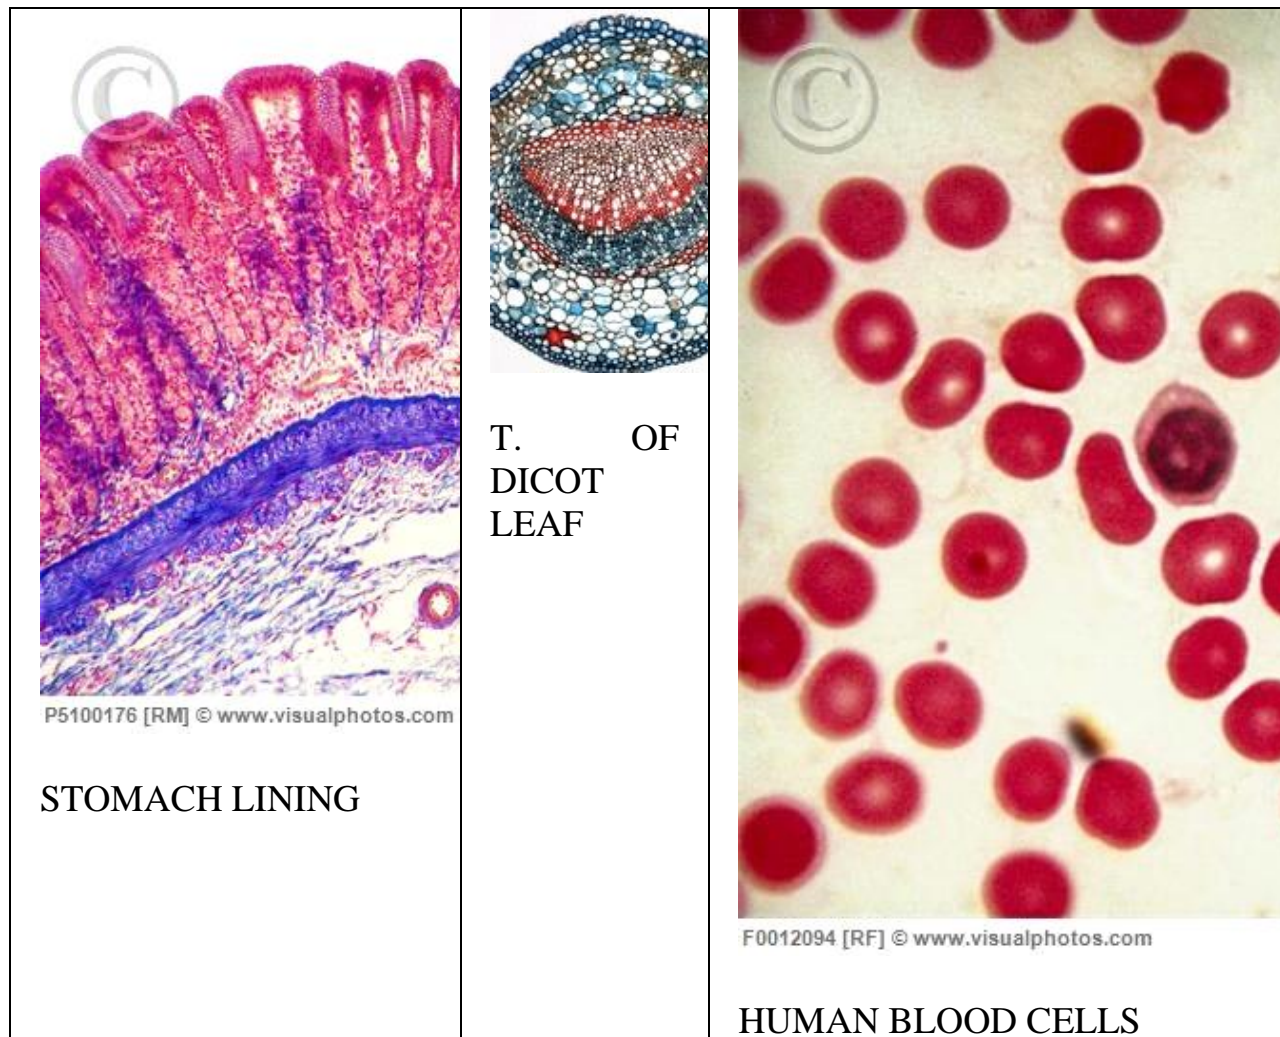 ©
P5100176 [RM] © www.visualphotos.com
STOMACH LINING
T. OF
DICOT
LEAF
©
F0012094 [RF] © www.visualphotos.com
HUMAN BLOOD CELLS